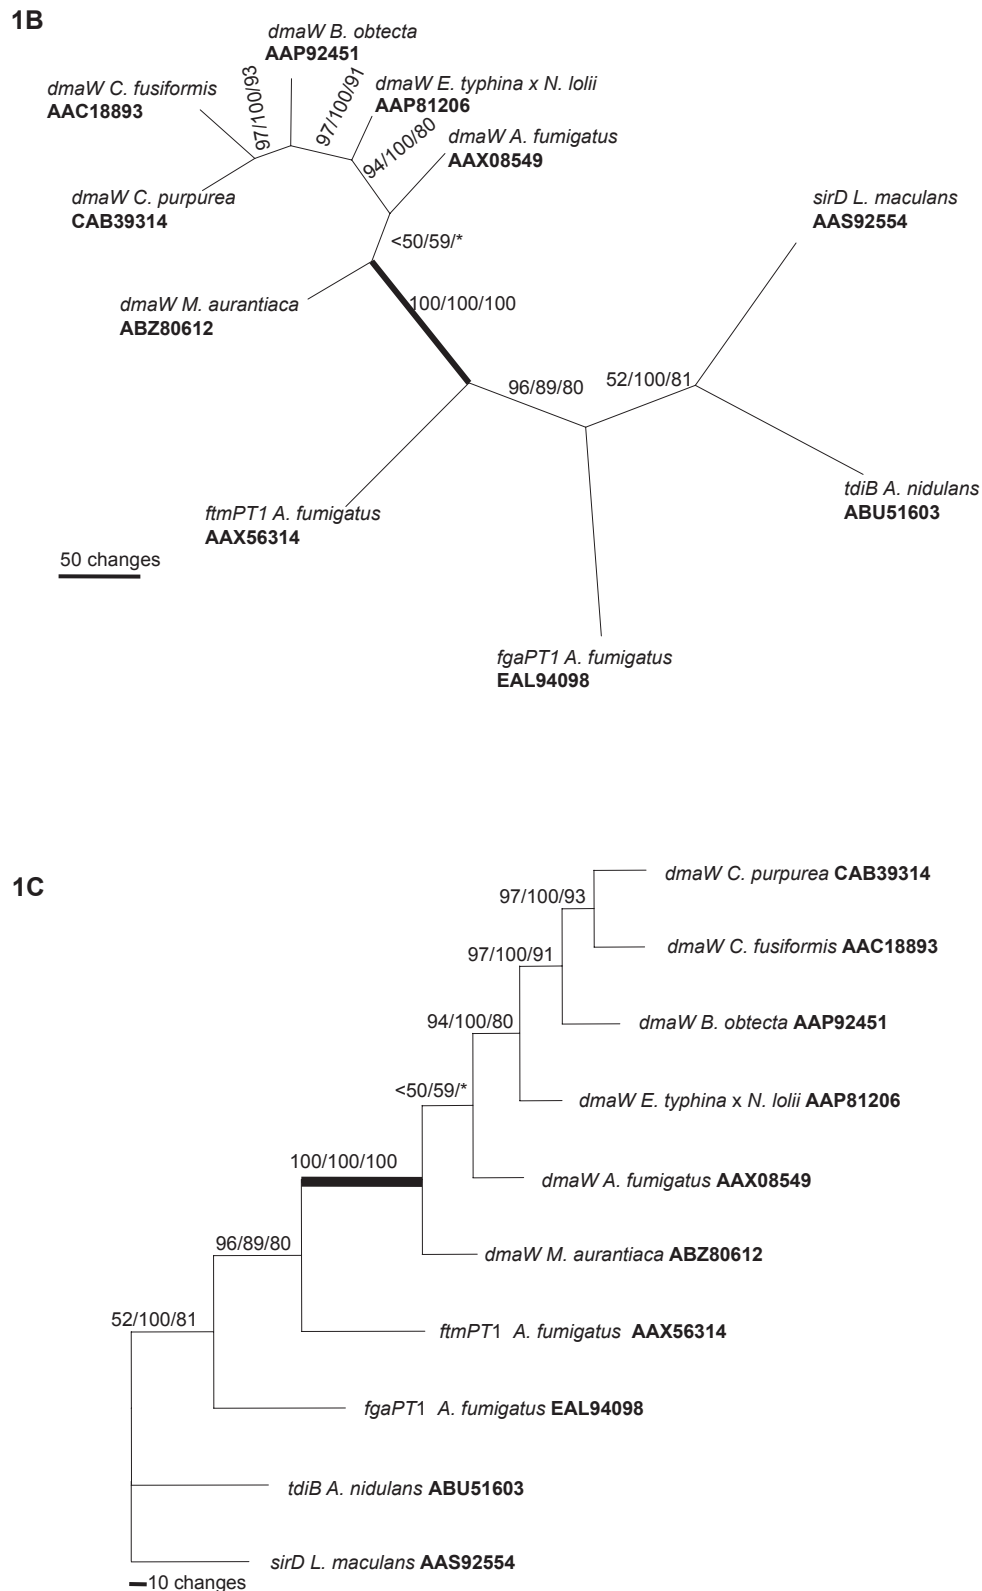 1B
dmaW B. obtecta
AAP92451
dmaW C. fusiformis
AAC18893
97/100/93
97/100/91
dmaW E. typhina x N. lolii
AAP81206
94/100/80
dmaW A. fumigatus
AAX08549
dmaW C. purpurea
CAB39314
sirD L. maculans
AAS92554
<50/59/*
dmaW M. aurantiaca
ABZ80612
100/100/100
96/89/80
52/100/81
tdiB A. nidulans
ABU51603
ftmPT1 A. fumigatus
AAX56314
50 changes
fgaPT1 A. fumigatus
EAL94098
1C
dmaW C. purpurea CAB39314
97/100/93
dmaW C. fusiformis AAC18893
97/100/91
dmaW B. obtecta AAP92451
94/100/80
dmaW E. typhina x N. lolii AAP81206
<50/59/*
dmaW A. fumigatus AAX08549
100/100/100
dmaW M. aurantiaca ABZ80612
96/89/80
ftmPT1 A. fumigatus AAX56314
52/100/81
fgaPT1 A. fumigatus EAL94098
tdiB A. nidulans ABU51603
sirD L. maculans AAS92554
10 changes